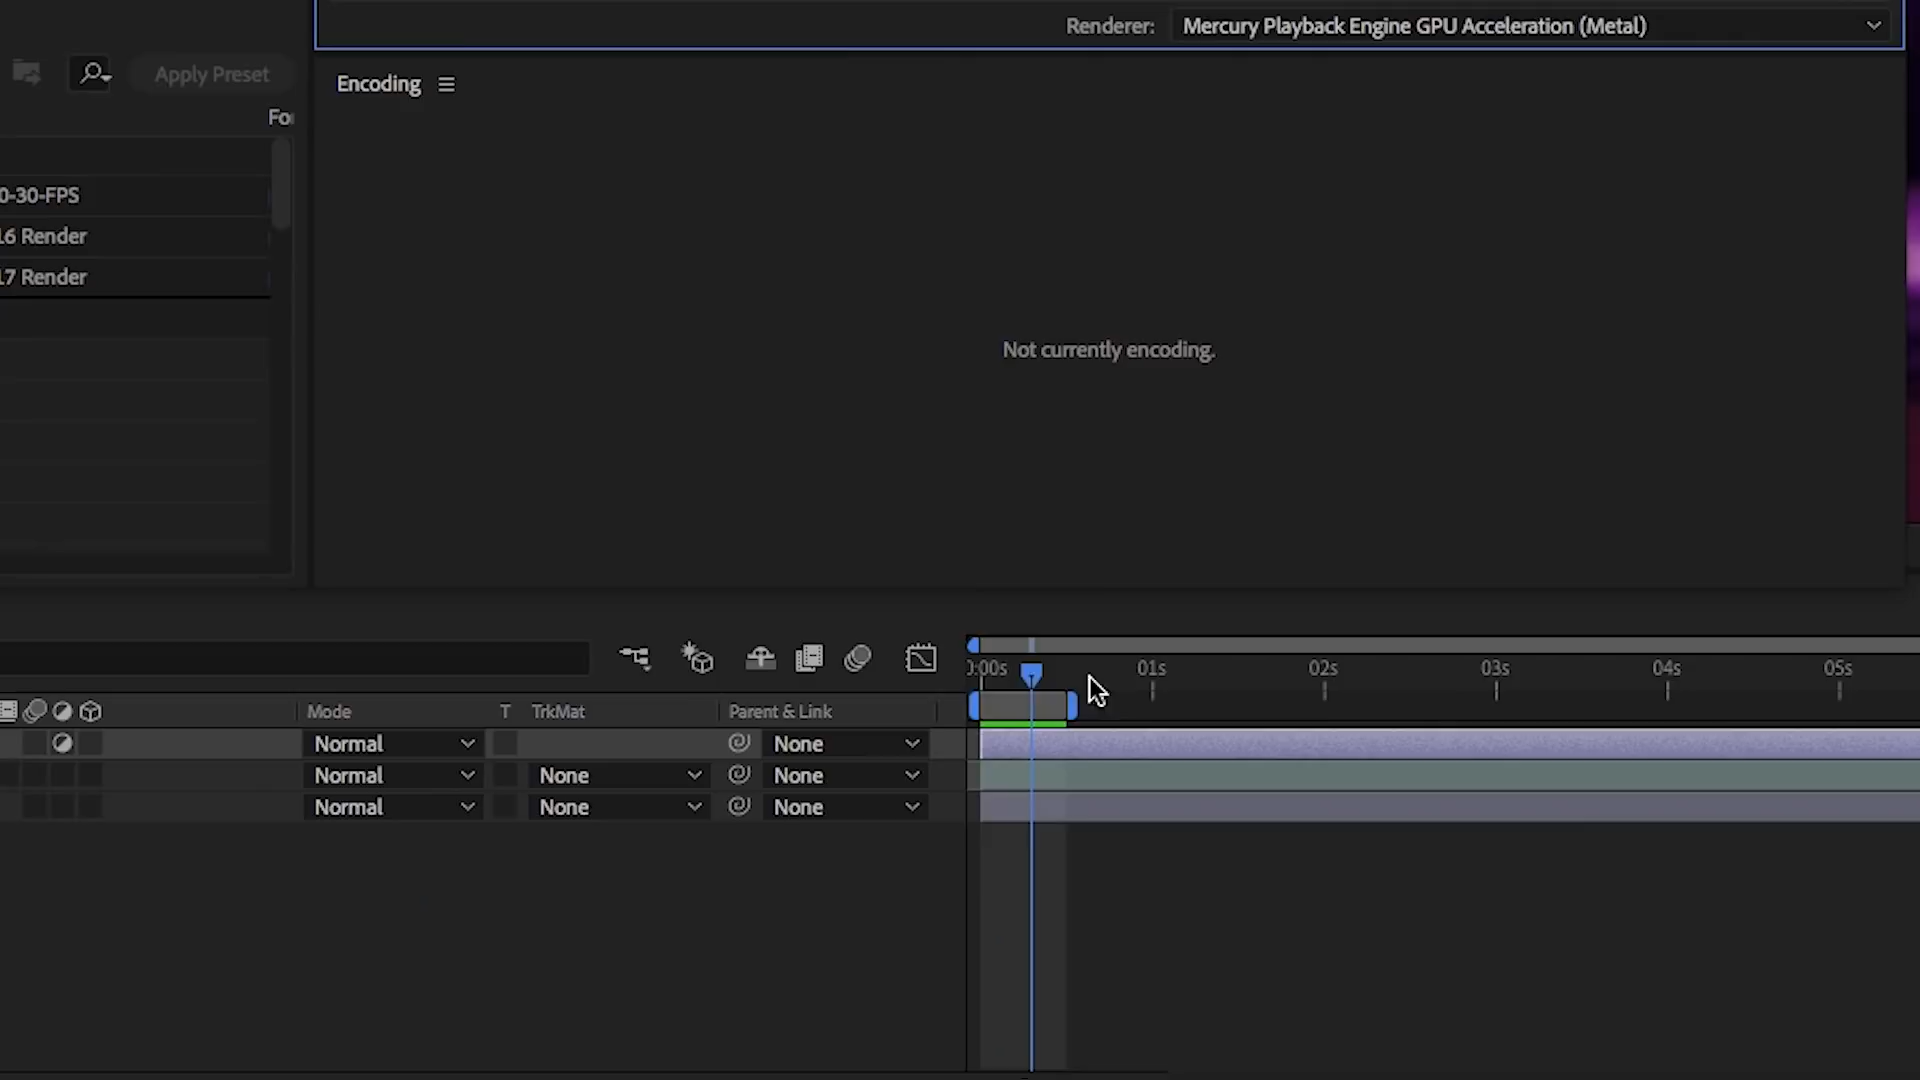 Renderer: Mercury Playback Engine GPU Acceleration (Metal)
Apply Preset
Encoding
0-30-FPS
16 Render
17 Render
Not currently encoding.
0:00s 01s 02s 03s 04s 05s
Mode T TrkMat Parent & Link
Normal None
Normal None None
Normal None None